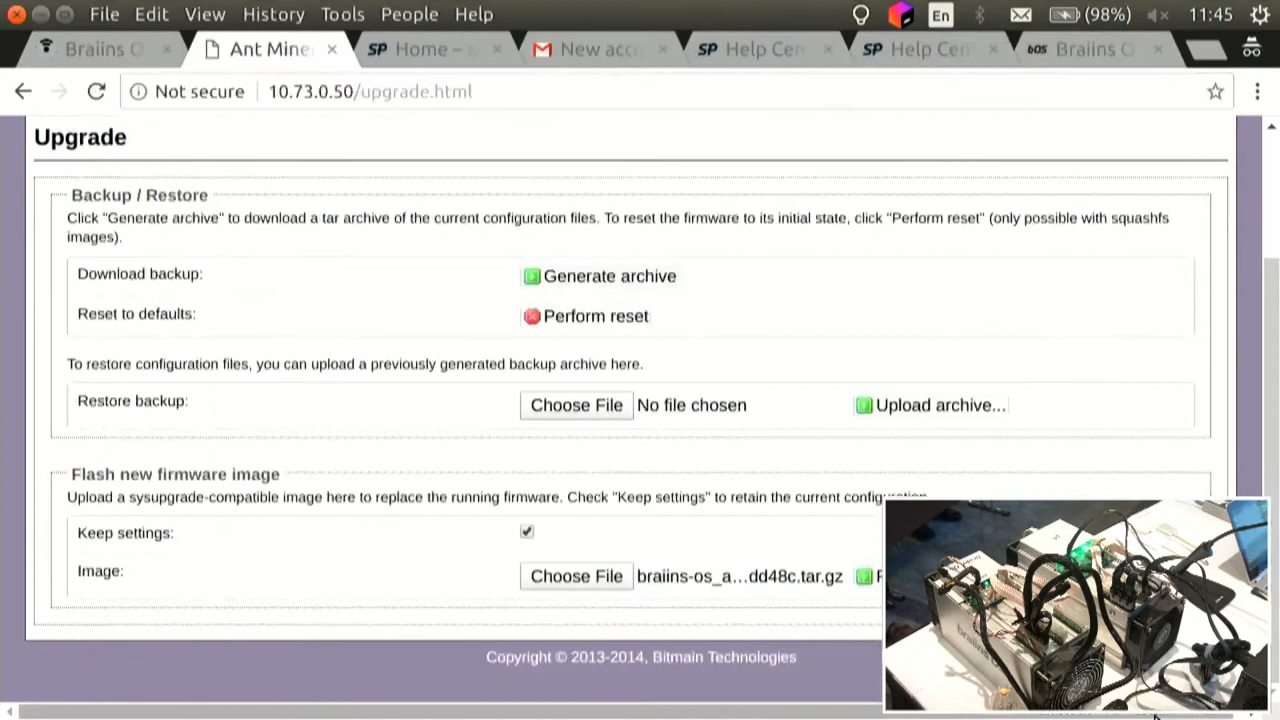 File Edit View History Tools People Help
En (98%) 11:45
Braiins O Ant Mine Home – New acc Help Cen Help Cen bos Braiins O
Not secure 10.73.0.50/upgrade.html
Upgrade
Backup / Restore
Click "Generate archive" to download a tar archive of the current configuration files. To reset the firmware to its initial state, click "Perform reset" (only possible with squashfs
images).
Download backup: Generate archive
Reset to defaults: Perform reset
To restore configuration files, you can upload a previously generated backup archive here.
Restore backup: Choose File No file chosen Upload archive...
Flash new firmware image
Upload a sysupgrade-compatible image here to replace the running firmware. Check "Keep settings" to retain the current configuration.
Keep settings:
Image: Choose File braiins-os_a...dd48c.tar.gz
Copyright © 2013-2014, Bitmain Technologies
braiins